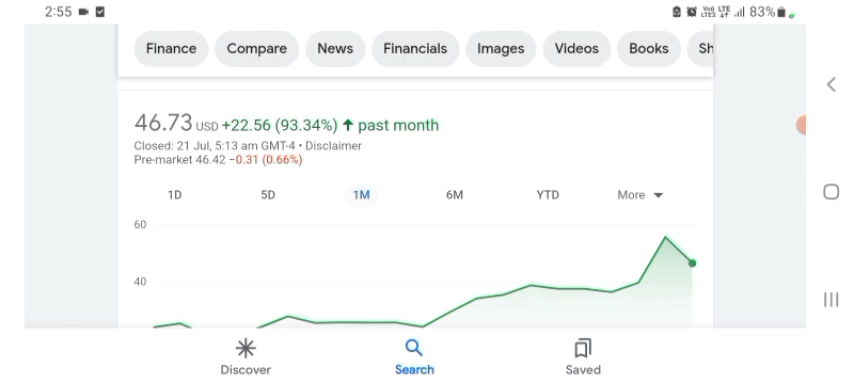 2:55 83%
Finance Compare News Financials Images Videos Books Sh
46.73 USD +22.56 (93.34%) ↑ past month
Closed: 21 Jul, 5:13 am GMT-4 • Disclaimer
Pre-market 46.42 −0.31 (0.66%)
1D 5D 1M 6M YTD More
60
40
Discover Search Saved